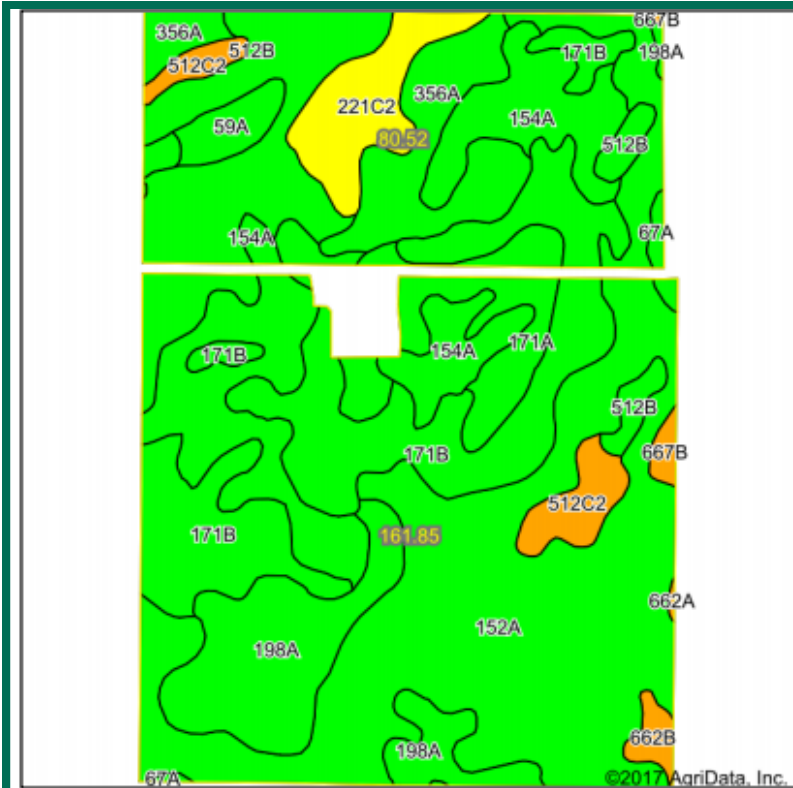 667B
356A
512B
171B
198A
512C2
356A
221C2
154A
59A
80.52
512B
67A
154A
171A
171B
154A
512B
171B
667B
512C2
171B
161.85
662A
152A
198A
662B
198A
67A
©2017 AgriData, Inc.